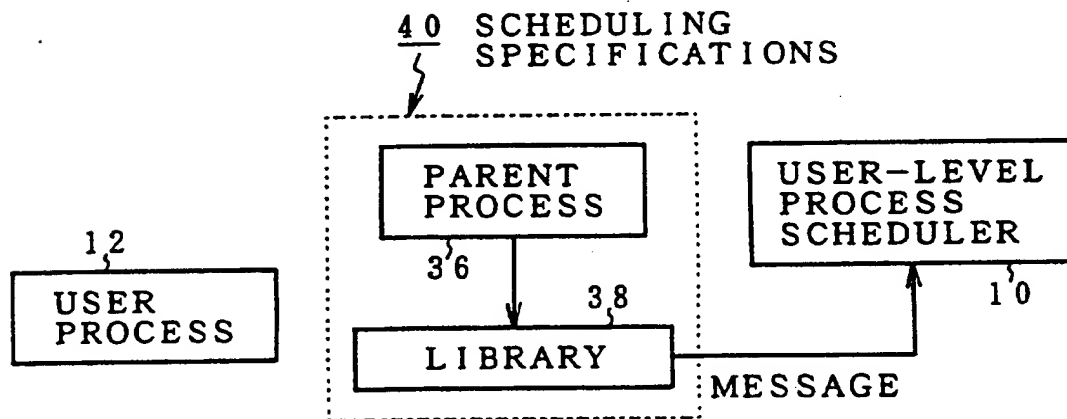 40 SCHEDULING
SPECIFICATIONS
PARENT
PROCESS
36
USER-LEVEL
PROCESS
SCHEDULER
10
12
USER
PROCESS
38
LIBRARY
MESSAGE